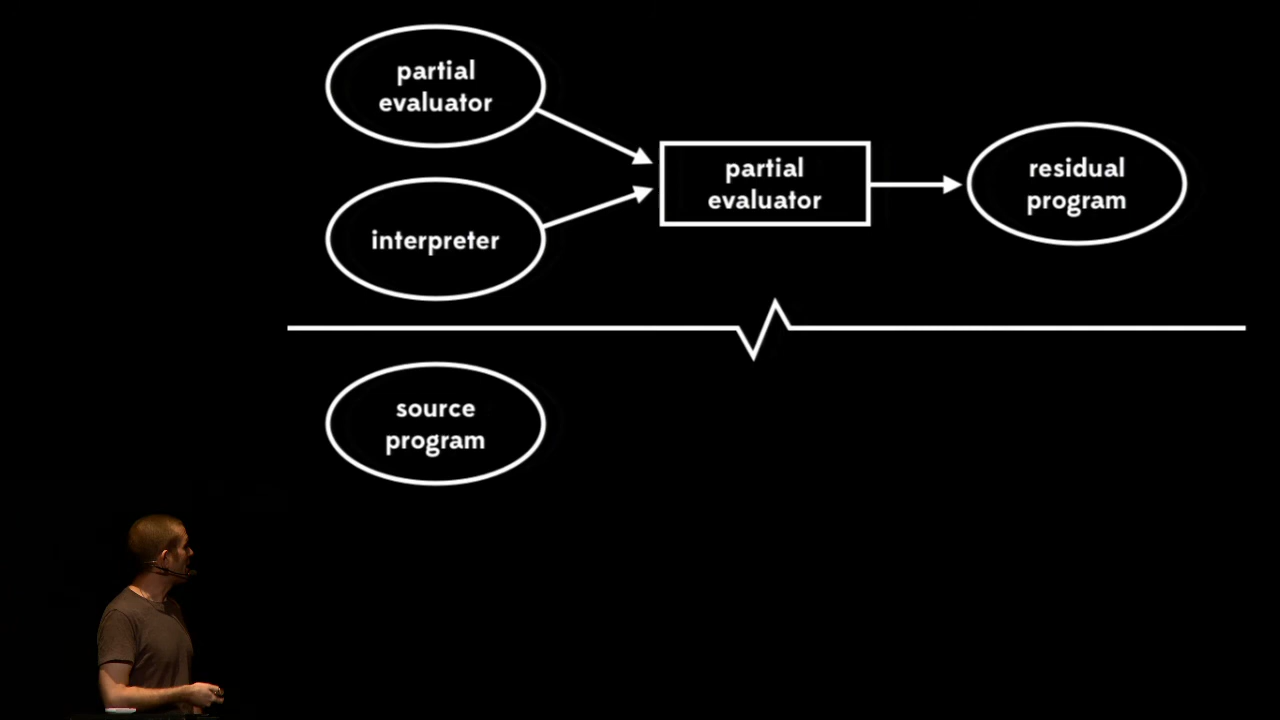 partial
evaluator
interpreter
partial
evaluator
residual
program
source
program